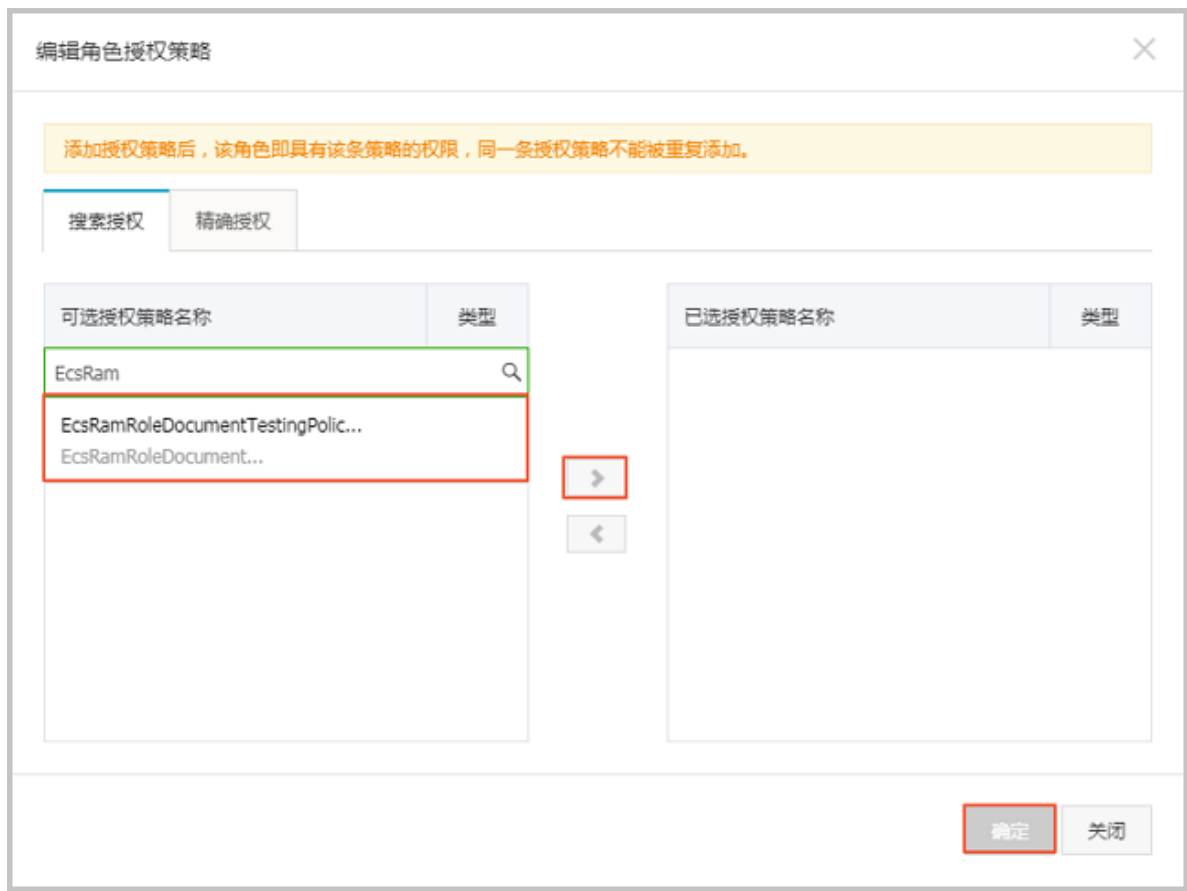 编辑角色授权策略
添加授权策略后，该角色即具有该条策略的权限，同一条授权策略不能被重复添加。
搜索授权 精确授权
可选授权策略名称 类型 已选授权策略名称 类型
EcsRam
EcsRamRoleDocumentTestingPolic...
EcsRamRoleDocument...
确定 关闭